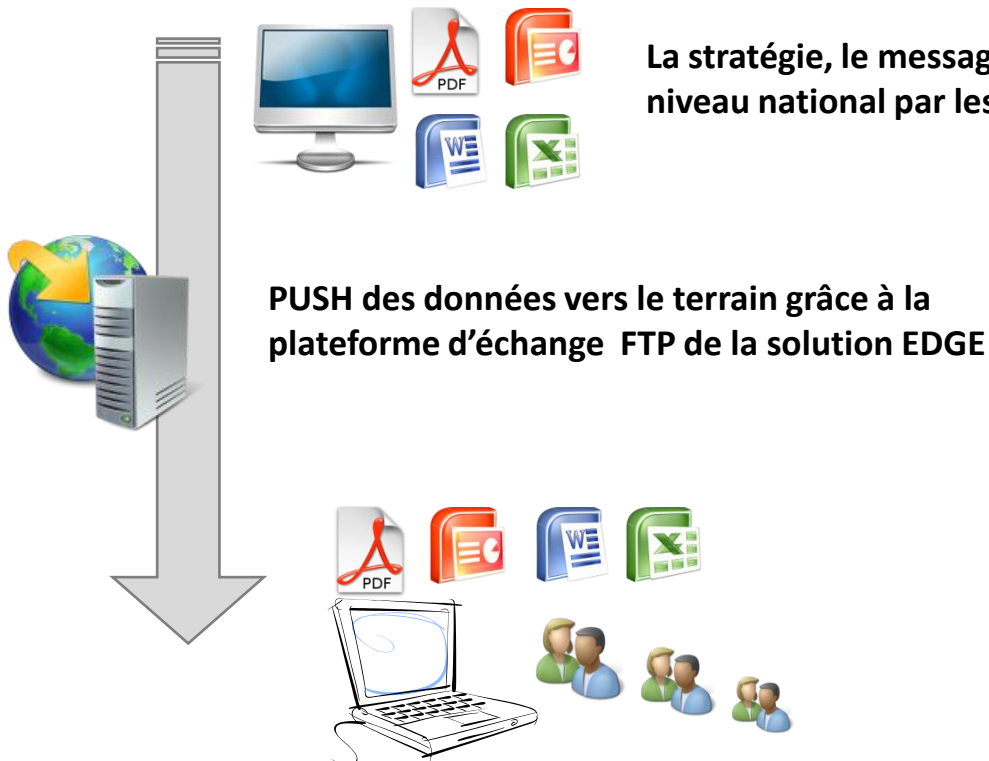 PDF
La stratégie, le messag
niveau national par les
PUSH des données vers le terrain grâce à la
plateforme d’échange  FTP de la solution EDGE
PDF